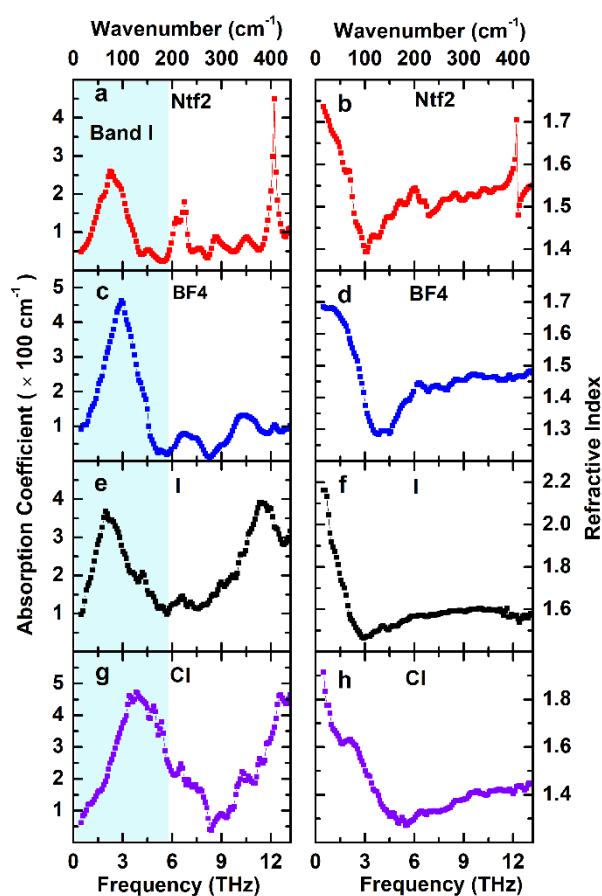 Wavenumber (cm⁻¹) Wavenumber (cm⁻¹)
0 100 200 300 400 0 100 200 300 400
a Ntf2 b Ntf2
Band I
4
3
2
1
1.7
1.6
1.5
1.4
c BF4 d BF4
5
4
3
2
1
1.7
1.5
1.3
e I f I
4
3
2
1
2.2
2.0
1.8
1.6
g Cl h Cl
5
4
3
2
1
1.8
1.6
1.4
Absorption Coefficient ( × 100 cm⁻¹)
Refractive Index
0 3 6 9 12 0 3 6 9 12
Frequency (THz) Frequency (THz)